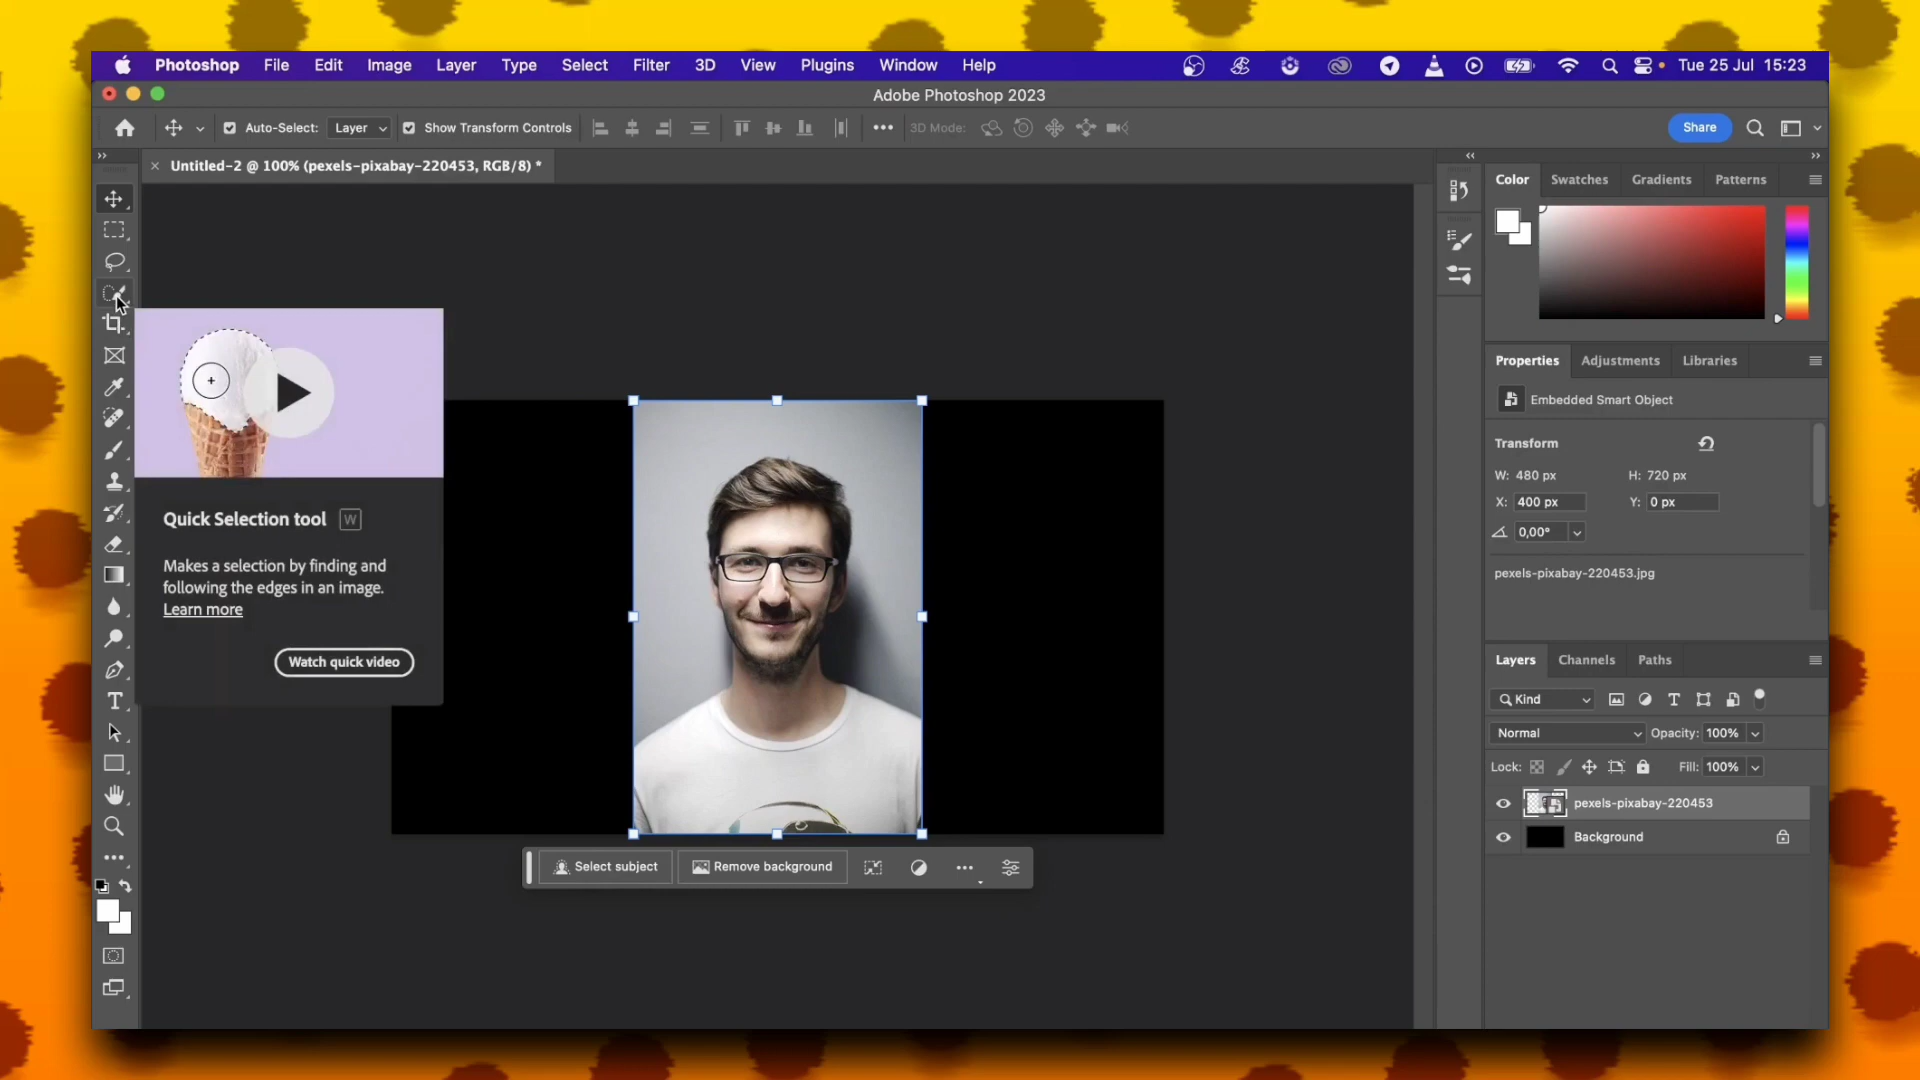 Photoshop File Edit Image Layer Type Select Filter 3D View Plugins Window Help Tue 25 Jul 15:23
Adobe Photoshop 2023
Auto-Select: Layer Show Transform Controls 3D Mode: Share
Untitled-2 @ 100% (pexels-pixabay-220453, RGB/8) *
Color Swatches Gradients Patterns
Properties Adjustments Libraries
Embedded Smart Object
Transform
W: 480 px H: 720 px
X: 400 px Y: 0 px
0,00°
pexels-pixabay-220453.jpg
Quick Selection tool W
Makes a selection by finding and
following the edges in an image.
Learn more
Watch quick video
Layers Channels Paths
Kind
Normal Opacity: 100%
Lock: Fill: 100%
pexels-pixabay-220453
Background
Select subject Remove background